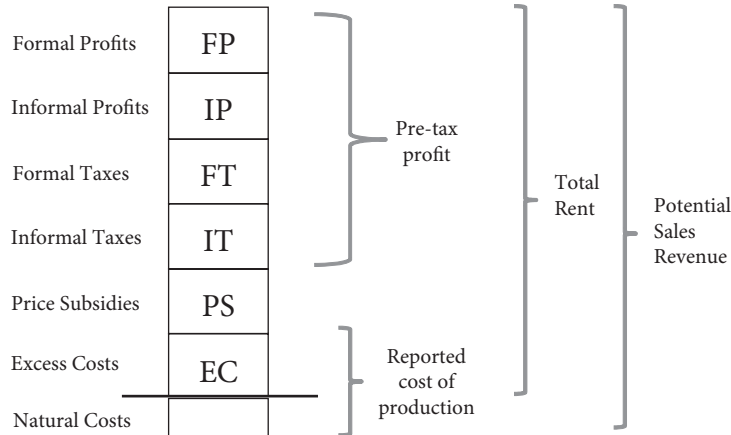 Formal Profits FP
Informal Profits IP
Pre-tax
profit
Formal Taxes FT
Total
Rent
Potential
Sales
Revenue
Informal Taxes IT
Price Subsidies PS
Excess Costs EC
Reported
cost of
production
Natural Costs